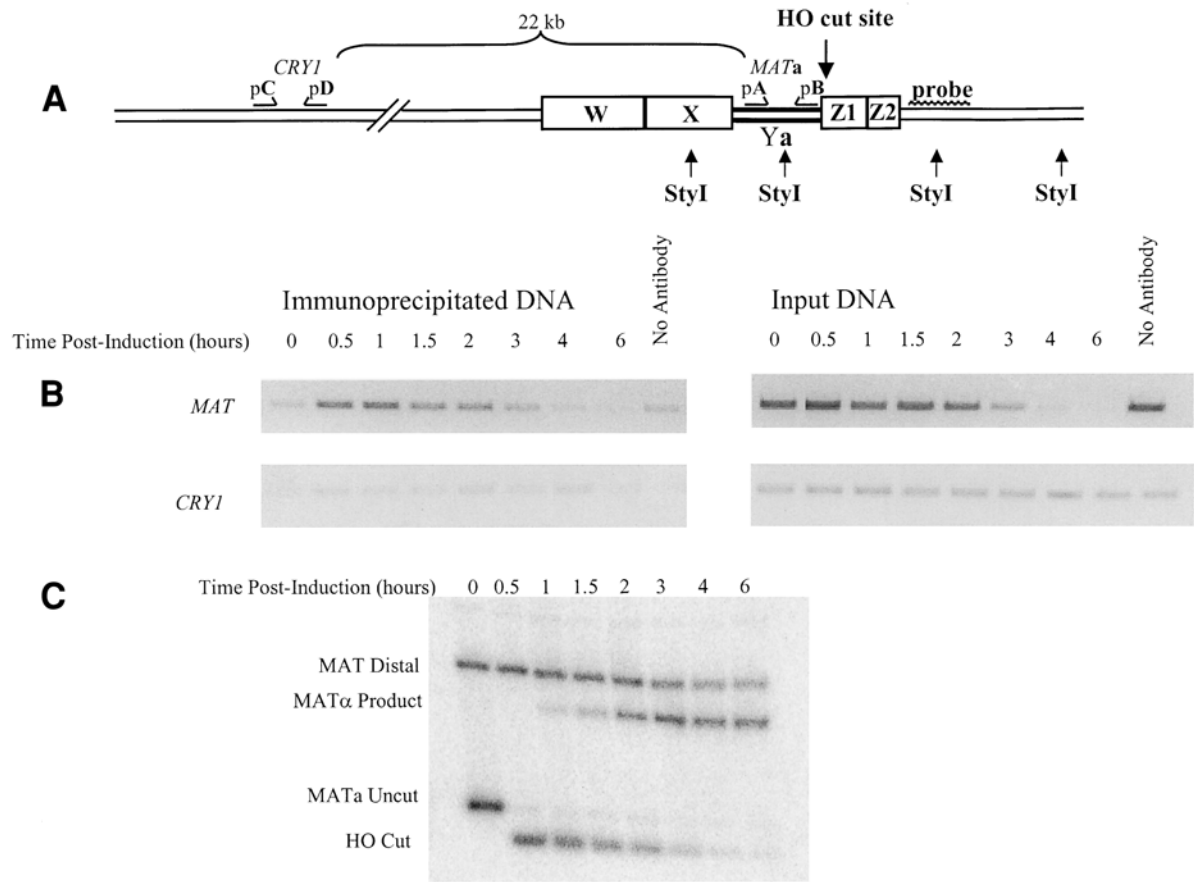 A
22 kb
HO cut site
CRY1
MATa
pC
pD
pA
pB
probe
W
X
Z1
Z2
Ya
StyI
StyI
StyI
StyI
B
Immunoprecipitated DNA
No Antibody
Input DNA
No Antibody
Time Post-Induction (hours) 0 0.5 1 1.5 2 3 4 6
0 0.5 1 1.5 2 3 4 6
MAT
CRY1
C
Time Post-Induction (hours) 0 0.5 1 1.5 2 3 4 6
MAT Distal
MATα Product
MATa Uncut
HO Cut